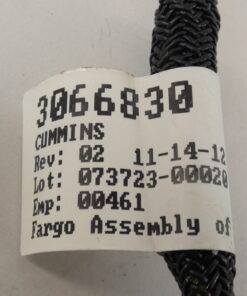 3066830
CUMMINS
Rev: 02 11-14-12
Lot: 073723-00020
Emp: 00461
Fargo Assembly of